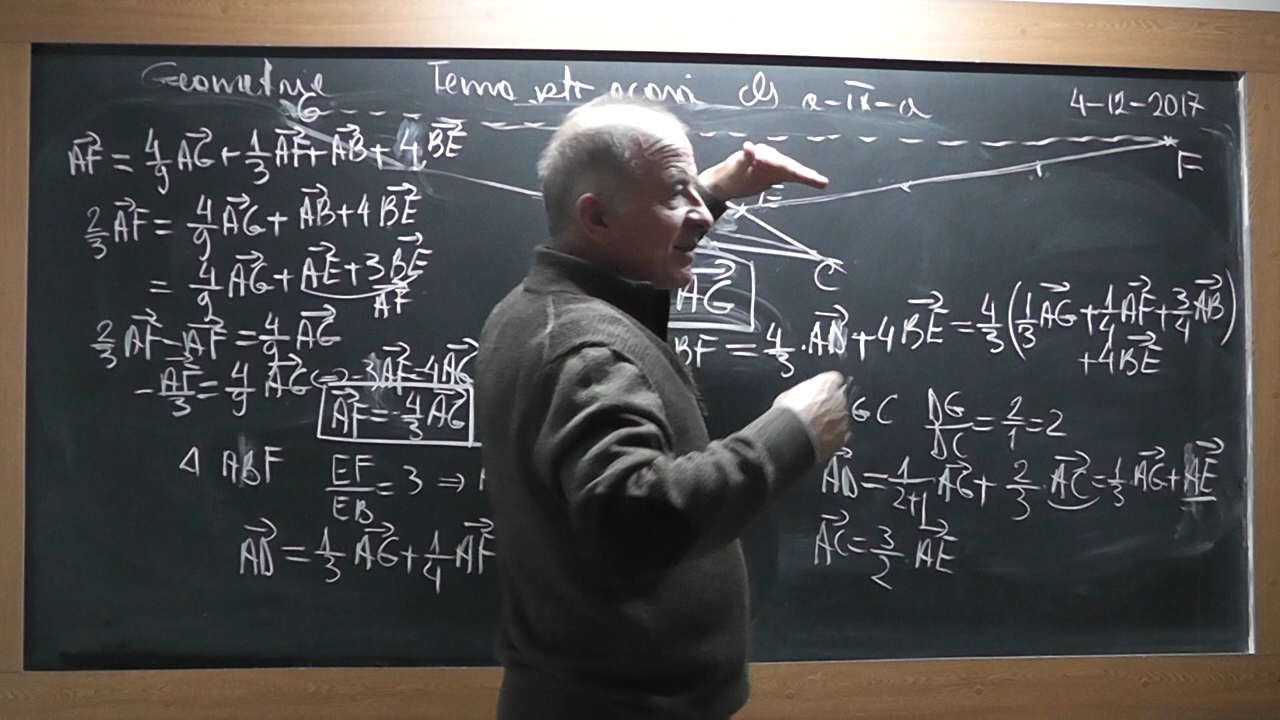 Geometrie Tema ptr acasă cls a-IX-a 4-12-2017
G
F
E
C
AF→ = 4/9 AG→ + 1/3 AF→ + AB→ + 4 BE→
2/3 AF→ = 4/9 AG→ + AB→ + 4 BE→
= 4/9 AG→ + AE→ + 3 BE→
AF→
2/3 AF→ - AF→ = 4/9 AG→
- AF→/3 = 4/9 AG→ <=> -3AF→ = 4AG→
AF→ = -4/3 AG→
Δ ABF EF/EB = 3 ⇒
AD→ = 1/3 AG→ + 1/4 AF→
AG→
BF = 4/3 · AD→ + 4 BE→ = 4/3 (1/3 AG→ + 1/4 AF→ + 3/4 AB→)
+4BE→
GC DG/DC = 2/1 = 2
AD→ = 1/2+1 AG→ + 2/3 AC→ = 1/3 AG→ + AE→
AC→ = 3/2 AE→